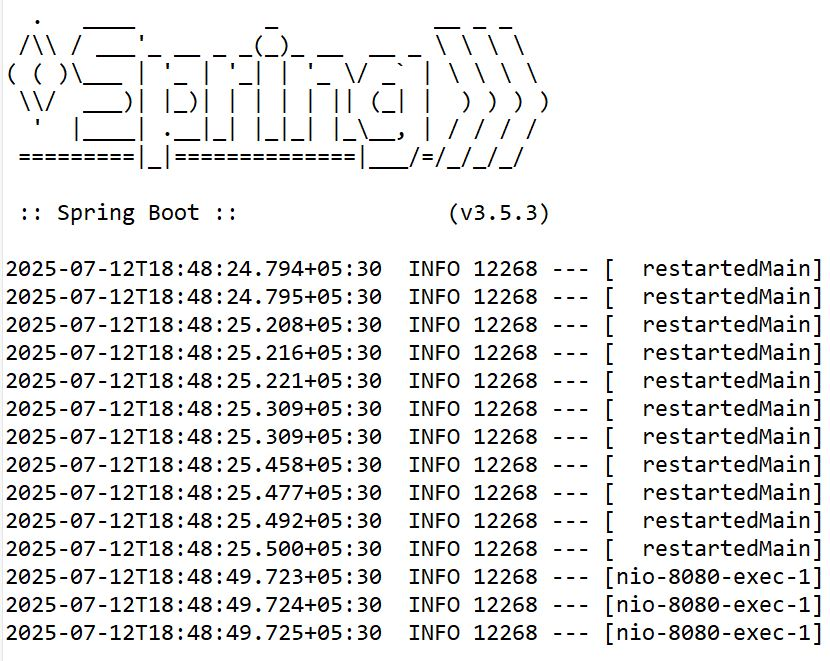 .   ____          _            __ _ _
 /\\ / ___'_ __ _ _(_)_ __  __ _ \ \ \ \
( ( )\___ | '_ | '_| | '_ \/ _` | \ \ \ \
 \\/  ___)| |_)| | | | | || (_| |  ) ) ) )
  '  |____| .__|_| |_|_| |_\__, | / / / /
 =========|_|==============|___/=/_/_/_/
 :: Spring Boot ::                (v3.5.3)
2025-07-12T18:48:24.794+05:30  INFO 12268 --- [  restartedMain]
2025-07-12T18:48:24.795+05:30  INFO 12268 --- [  restartedMain]
2025-07-12T18:48:25.208+05:30  INFO 12268 --- [  restartedMain]
2025-07-12T18:48:25.216+05:30  INFO 12268 --- [  restartedMain]
2025-07-12T18:48:25.221+05:30  INFO 12268 --- [  restartedMain]
2025-07-12T18:48:25.309+05:30  INFO 12268 --- [  restartedMain]
2025-07-12T18:48:25.309+05:30  INFO 12268 --- [  restartedMain]
2025-07-12T18:48:25.458+05:30  INFO 12268 --- [  restartedMain]
2025-07-12T18:48:25.477+05:30  INFO 12268 --- [  restartedMain]
2025-07-12T18:48:25.492+05:30  INFO 12268 --- [  restartedMain]
2025-07-12T18:48:25.500+05:30  INFO 12268 --- [  restartedMain]
2025-07-12T18:48:49.723+05:30  INFO 12268 --- [nio-8080-exec-1]
2025-07-12T18:48:49.724+05:30  INFO 12268 --- [nio-8080-exec-1]
2025-07-12T18:48:49.725+05:30  INFO 12268 --- [nio-8080-exec-1]